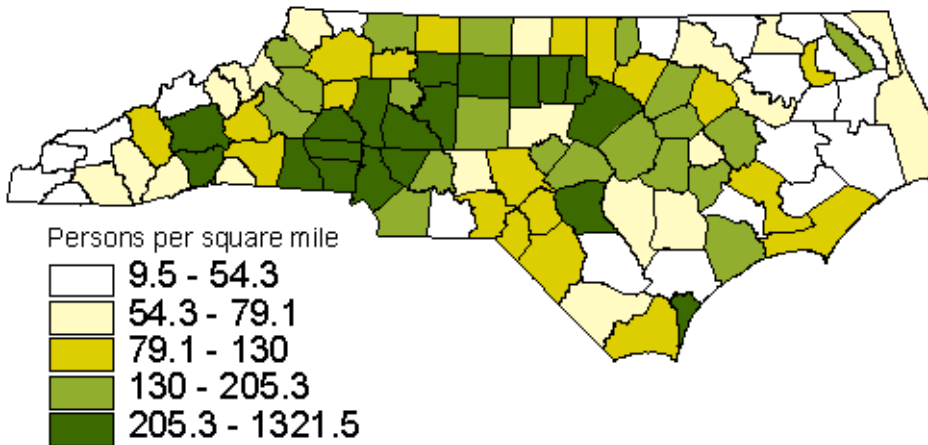 Persons per square mile
9.5 - 54.3
54.3 - 79.1
79.1 - 130
130 - 205.3
205.3 - 1321.5